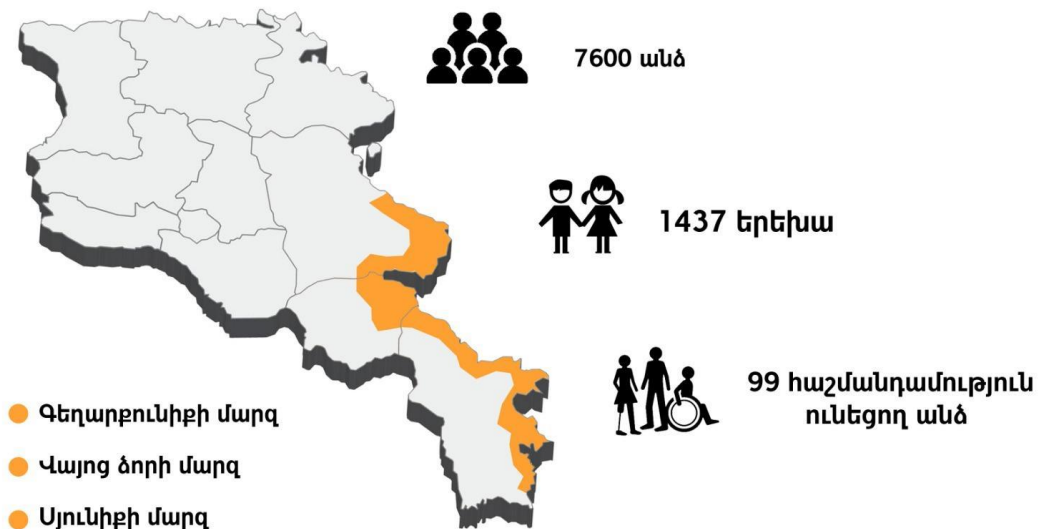 7600 անձ
1437 երեխա
99 հաշմանդամություն
ունեցող անձ
Գեղարքունիքի մարզ
Վայոց ձորի մարզ
Սյունիքի մարզ